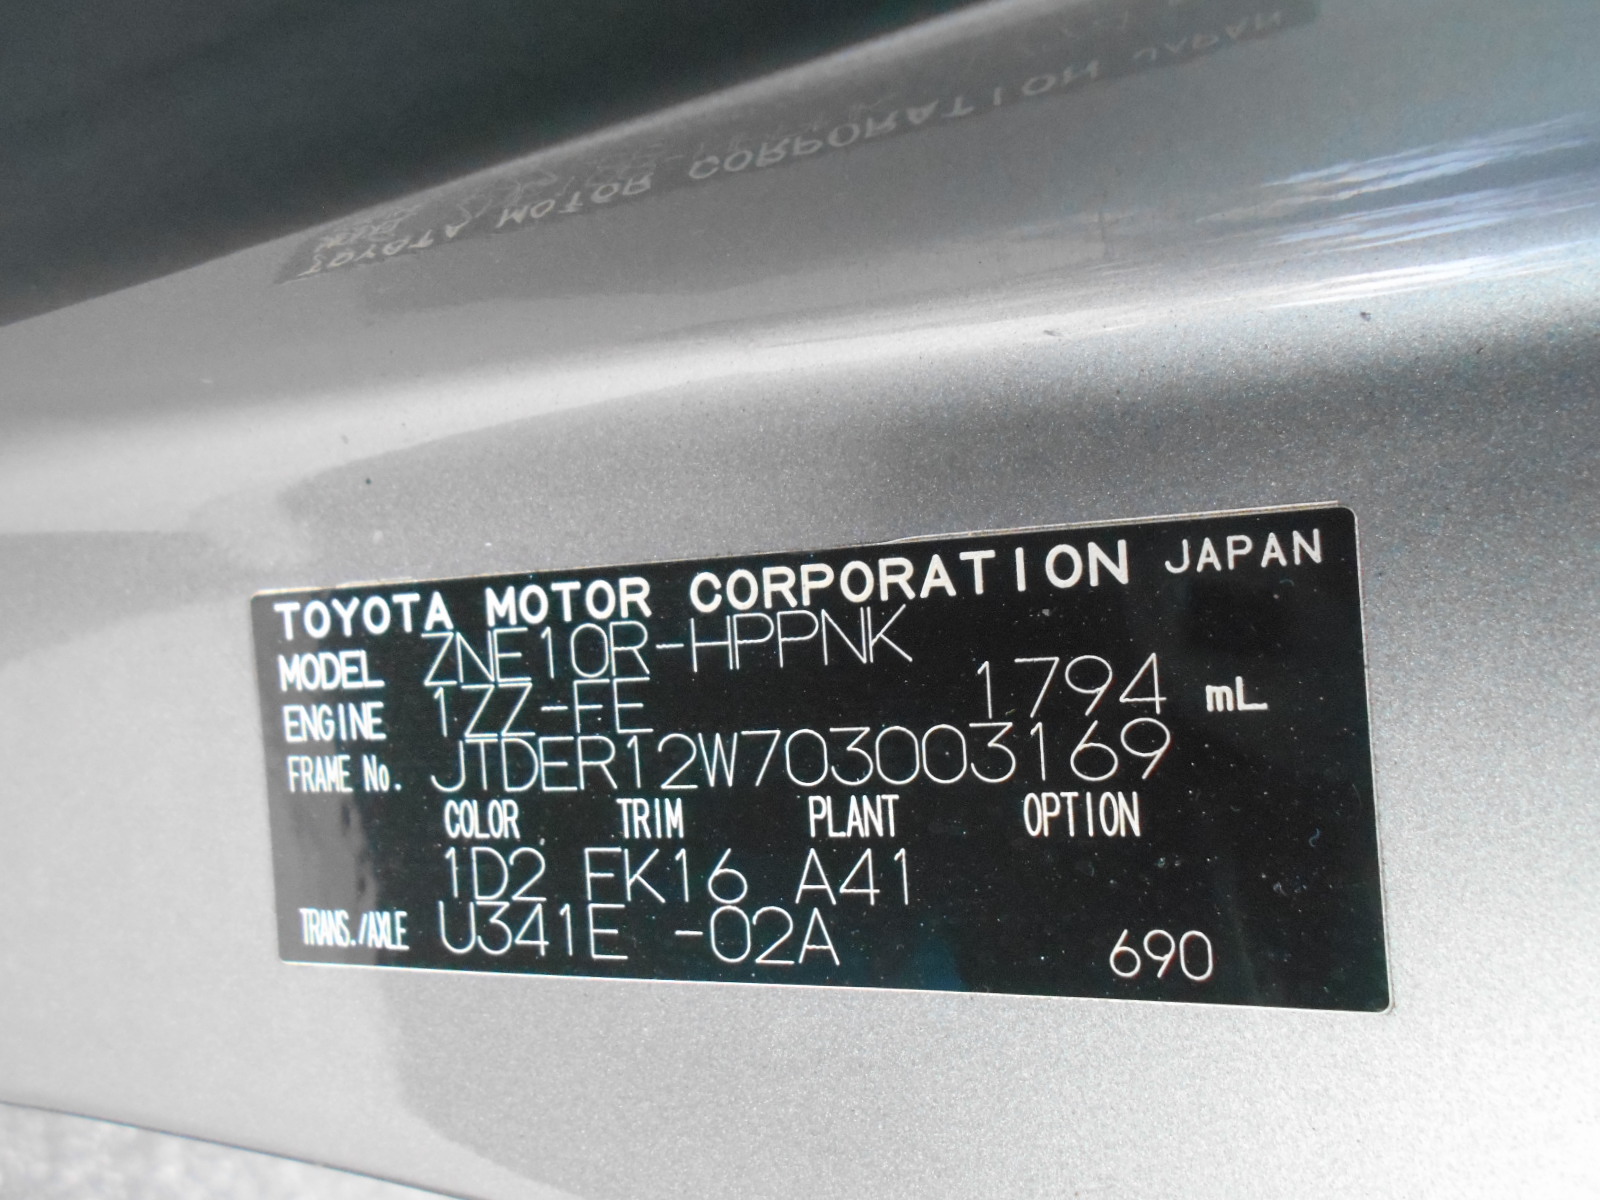 TOYOTA MOTOR CORPORATION JAPAN
TOYOTA MOTOR CORPORATION JAPAN
MODEL ZNE10R-HPPNK
ENGINE 1ZZ-FE 1794 mL
FRAME No. JTDER12W703003169
COLOR TRIM PLANT OPTION
1D2 FK16 A41
TRANS./AXLE U341E -02A 690